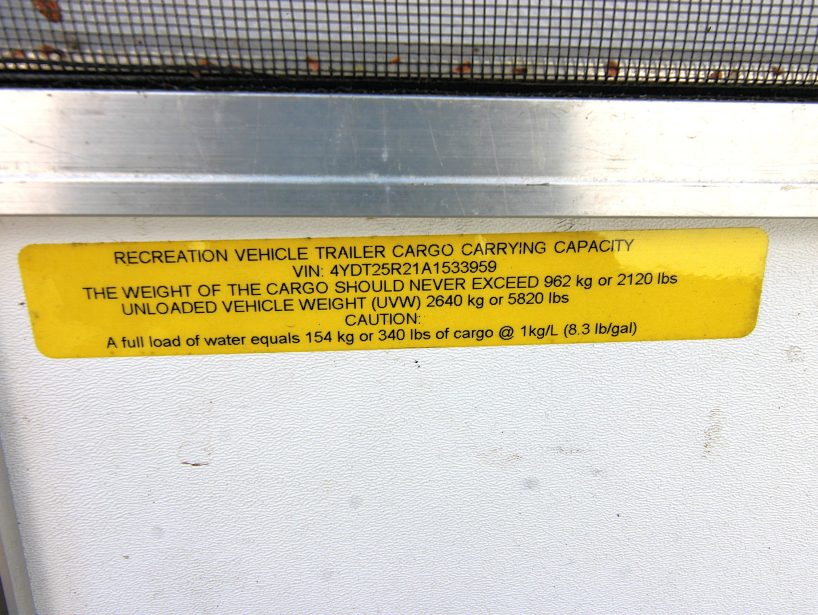 RECREATION VEHICLE TRAILER CARGO CARRYING CAPACITY
VIN: 4YDT25R21A1533959
THE WEIGHT OF THE CARGO SHOULD NEVER EXCEED 962 kg or 2120 lbs
UNLOADED VEHICLE WEIGHT (UVW) 2640 kg or 5820 lbs
CAUTION:
A full load of water equals 154 kg or 340 lbs of cargo @ 1kg/L (8.3 lb/gal)